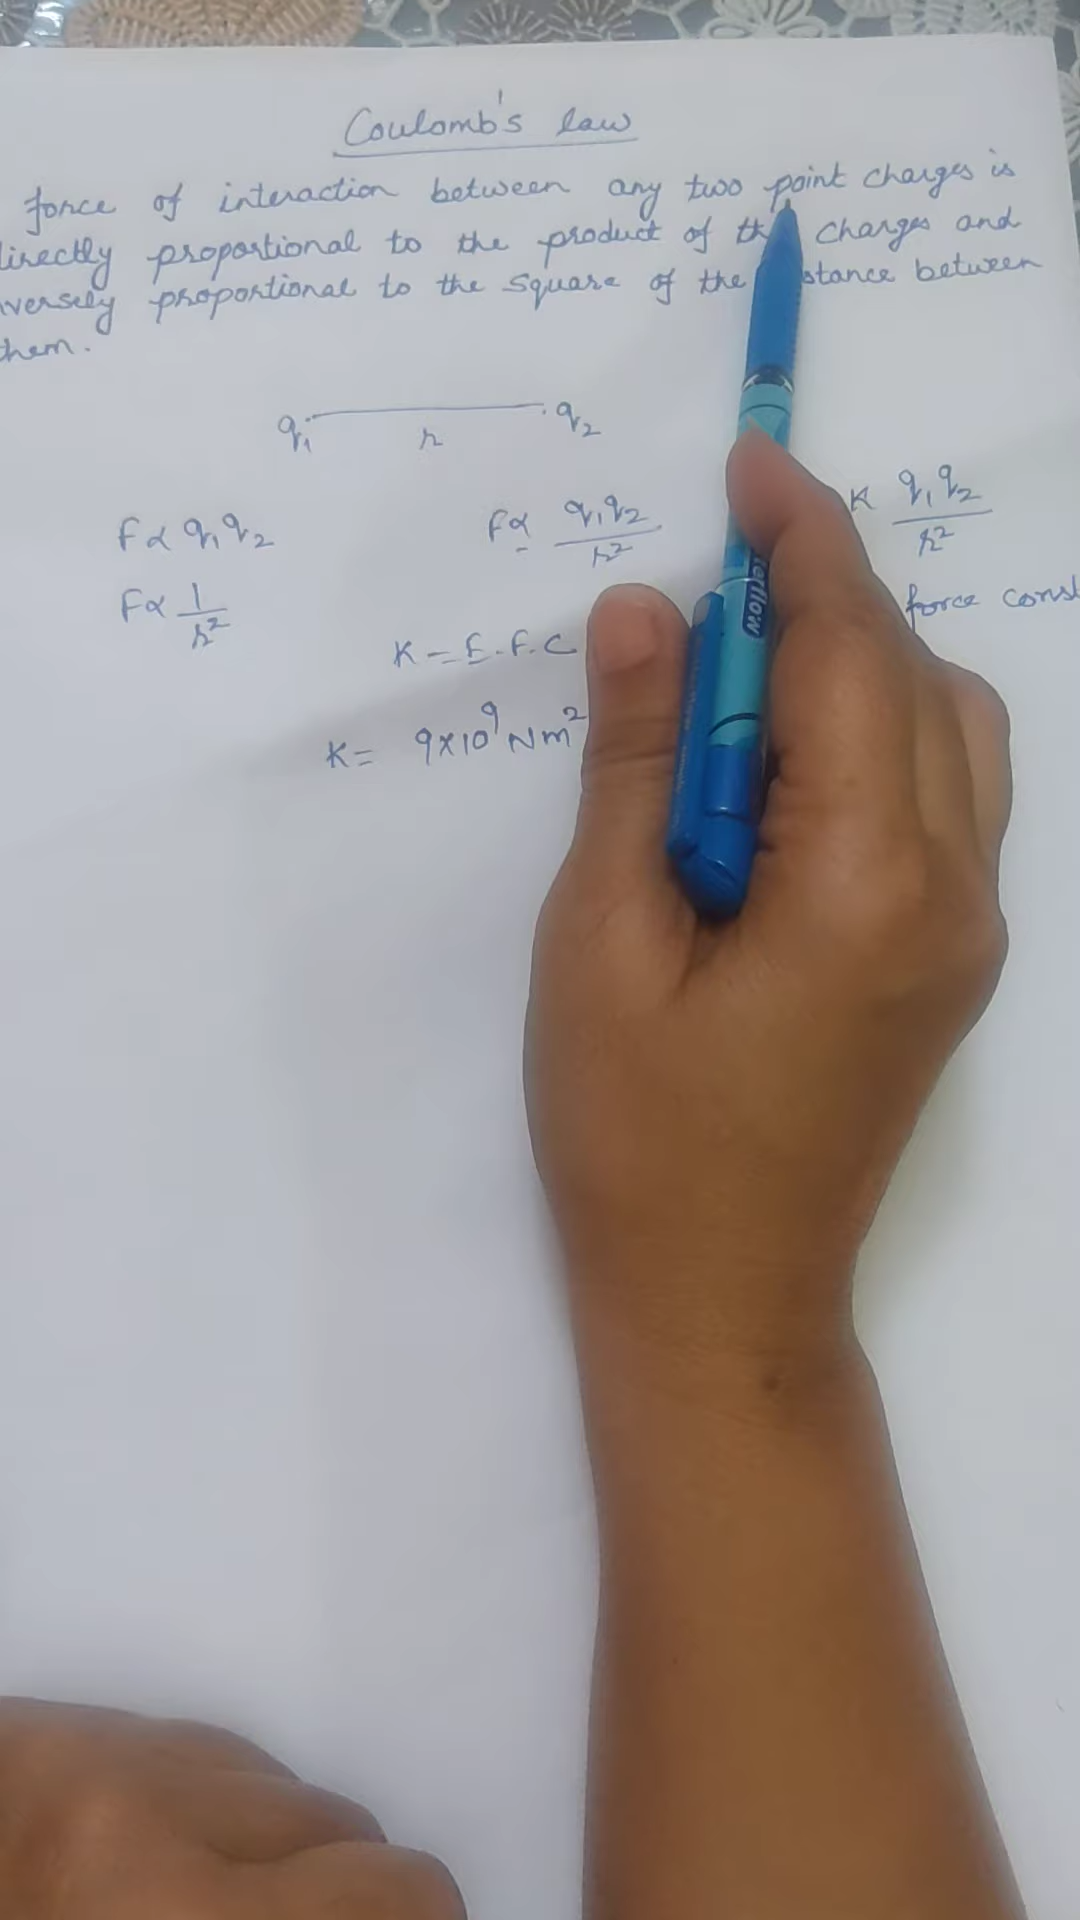 Coulomb's law
force of interaction between any two point charges is
directly proportional to the product of the charges and
versely proportional to the square of the stance between
them.
q₁ r q₂
F∝ q₁q₂
F∝ q₁q₂/r²
K q₁q₂/r²
F∝ 1/r²
force const
K = E.F.C
K = 9×10⁹ Nm²
terflow